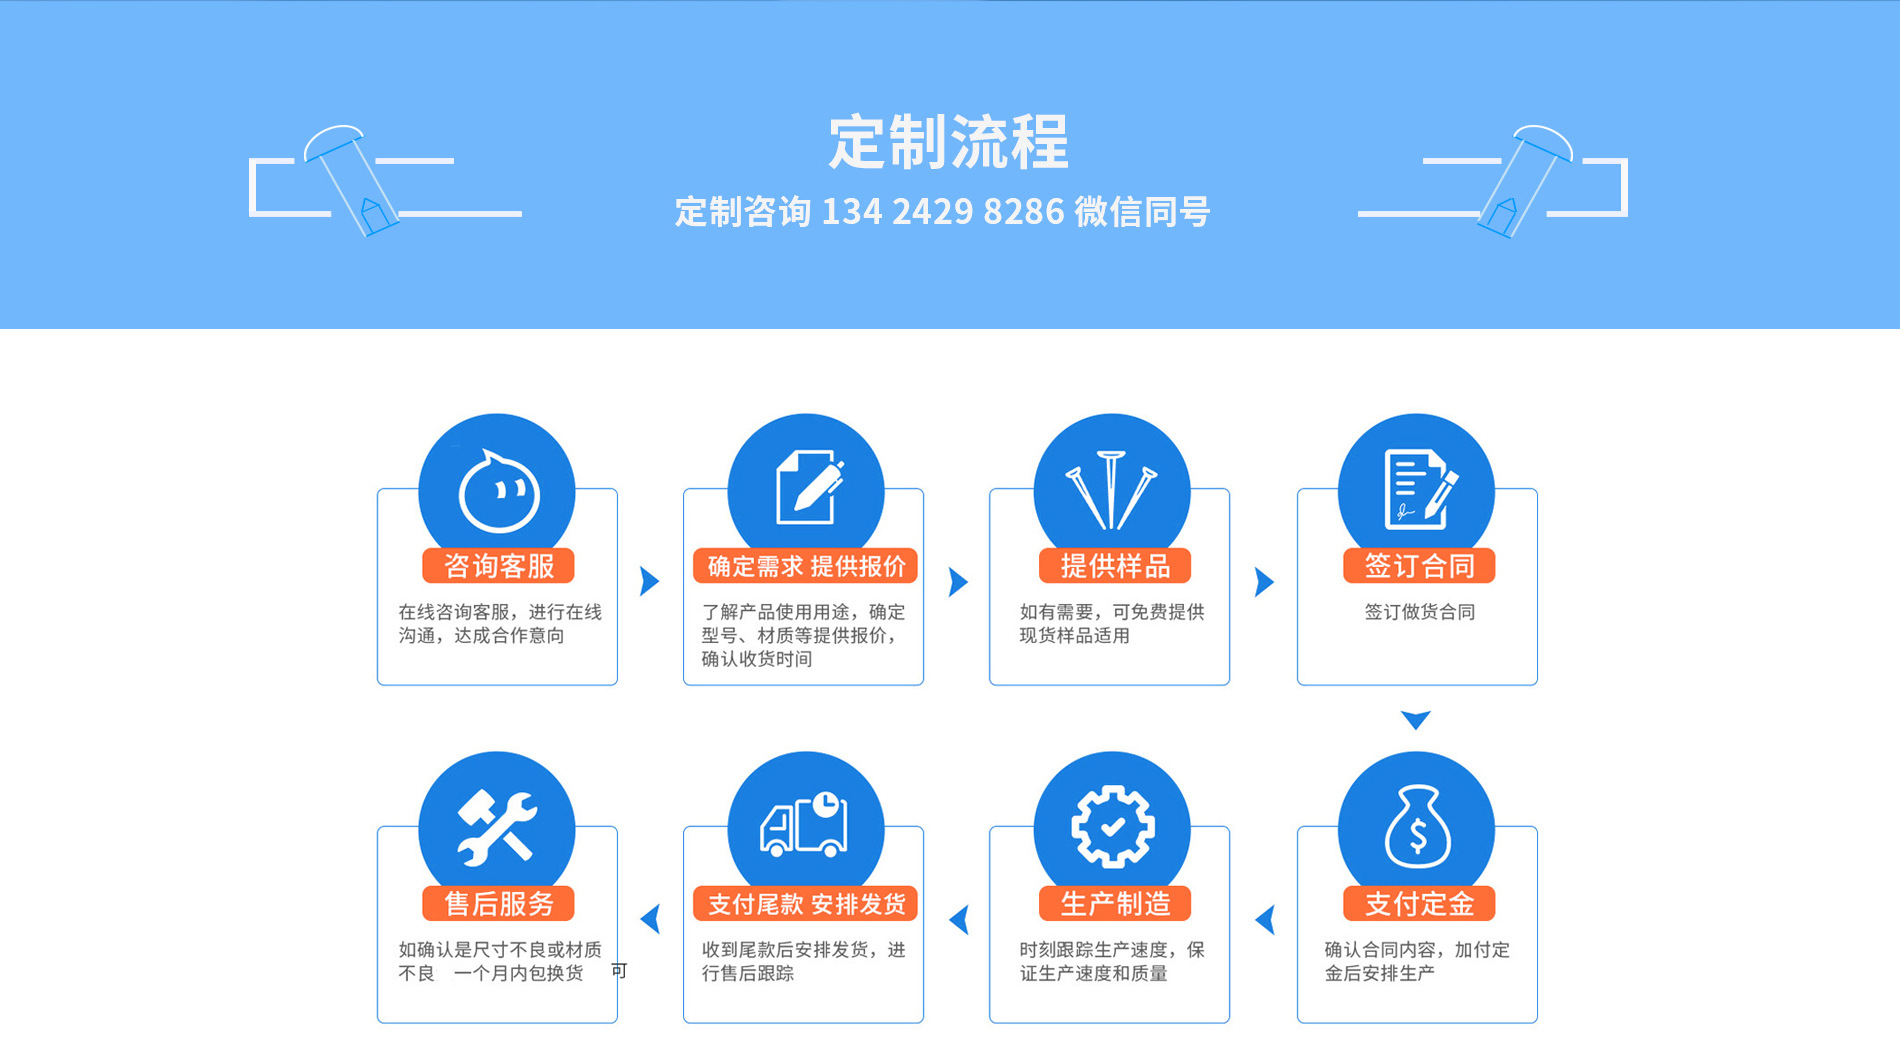 定制流程
定制咨询 134 2429 8286 微信同号
咨询客服
在线咨询客服，进行在线
沟通，达成合作意向
确定需求 提供报价
了解产品使用用途，确定
型号、材质等提供报价，
确认收货时间
提供样品
如有需要，可免费提供
现货样品适用
签订合同
签订做货合同
支付定金
确认合同内容，加付定
金后安排生产
生产制造
时刻跟踪生产速度，保
证生产速度和质量
支付尾款 安排发货
收到尾款后安排发货，进
行售后跟踪
售后服务
如确认是尺寸不良或材质
不良 一个月内包换货 可